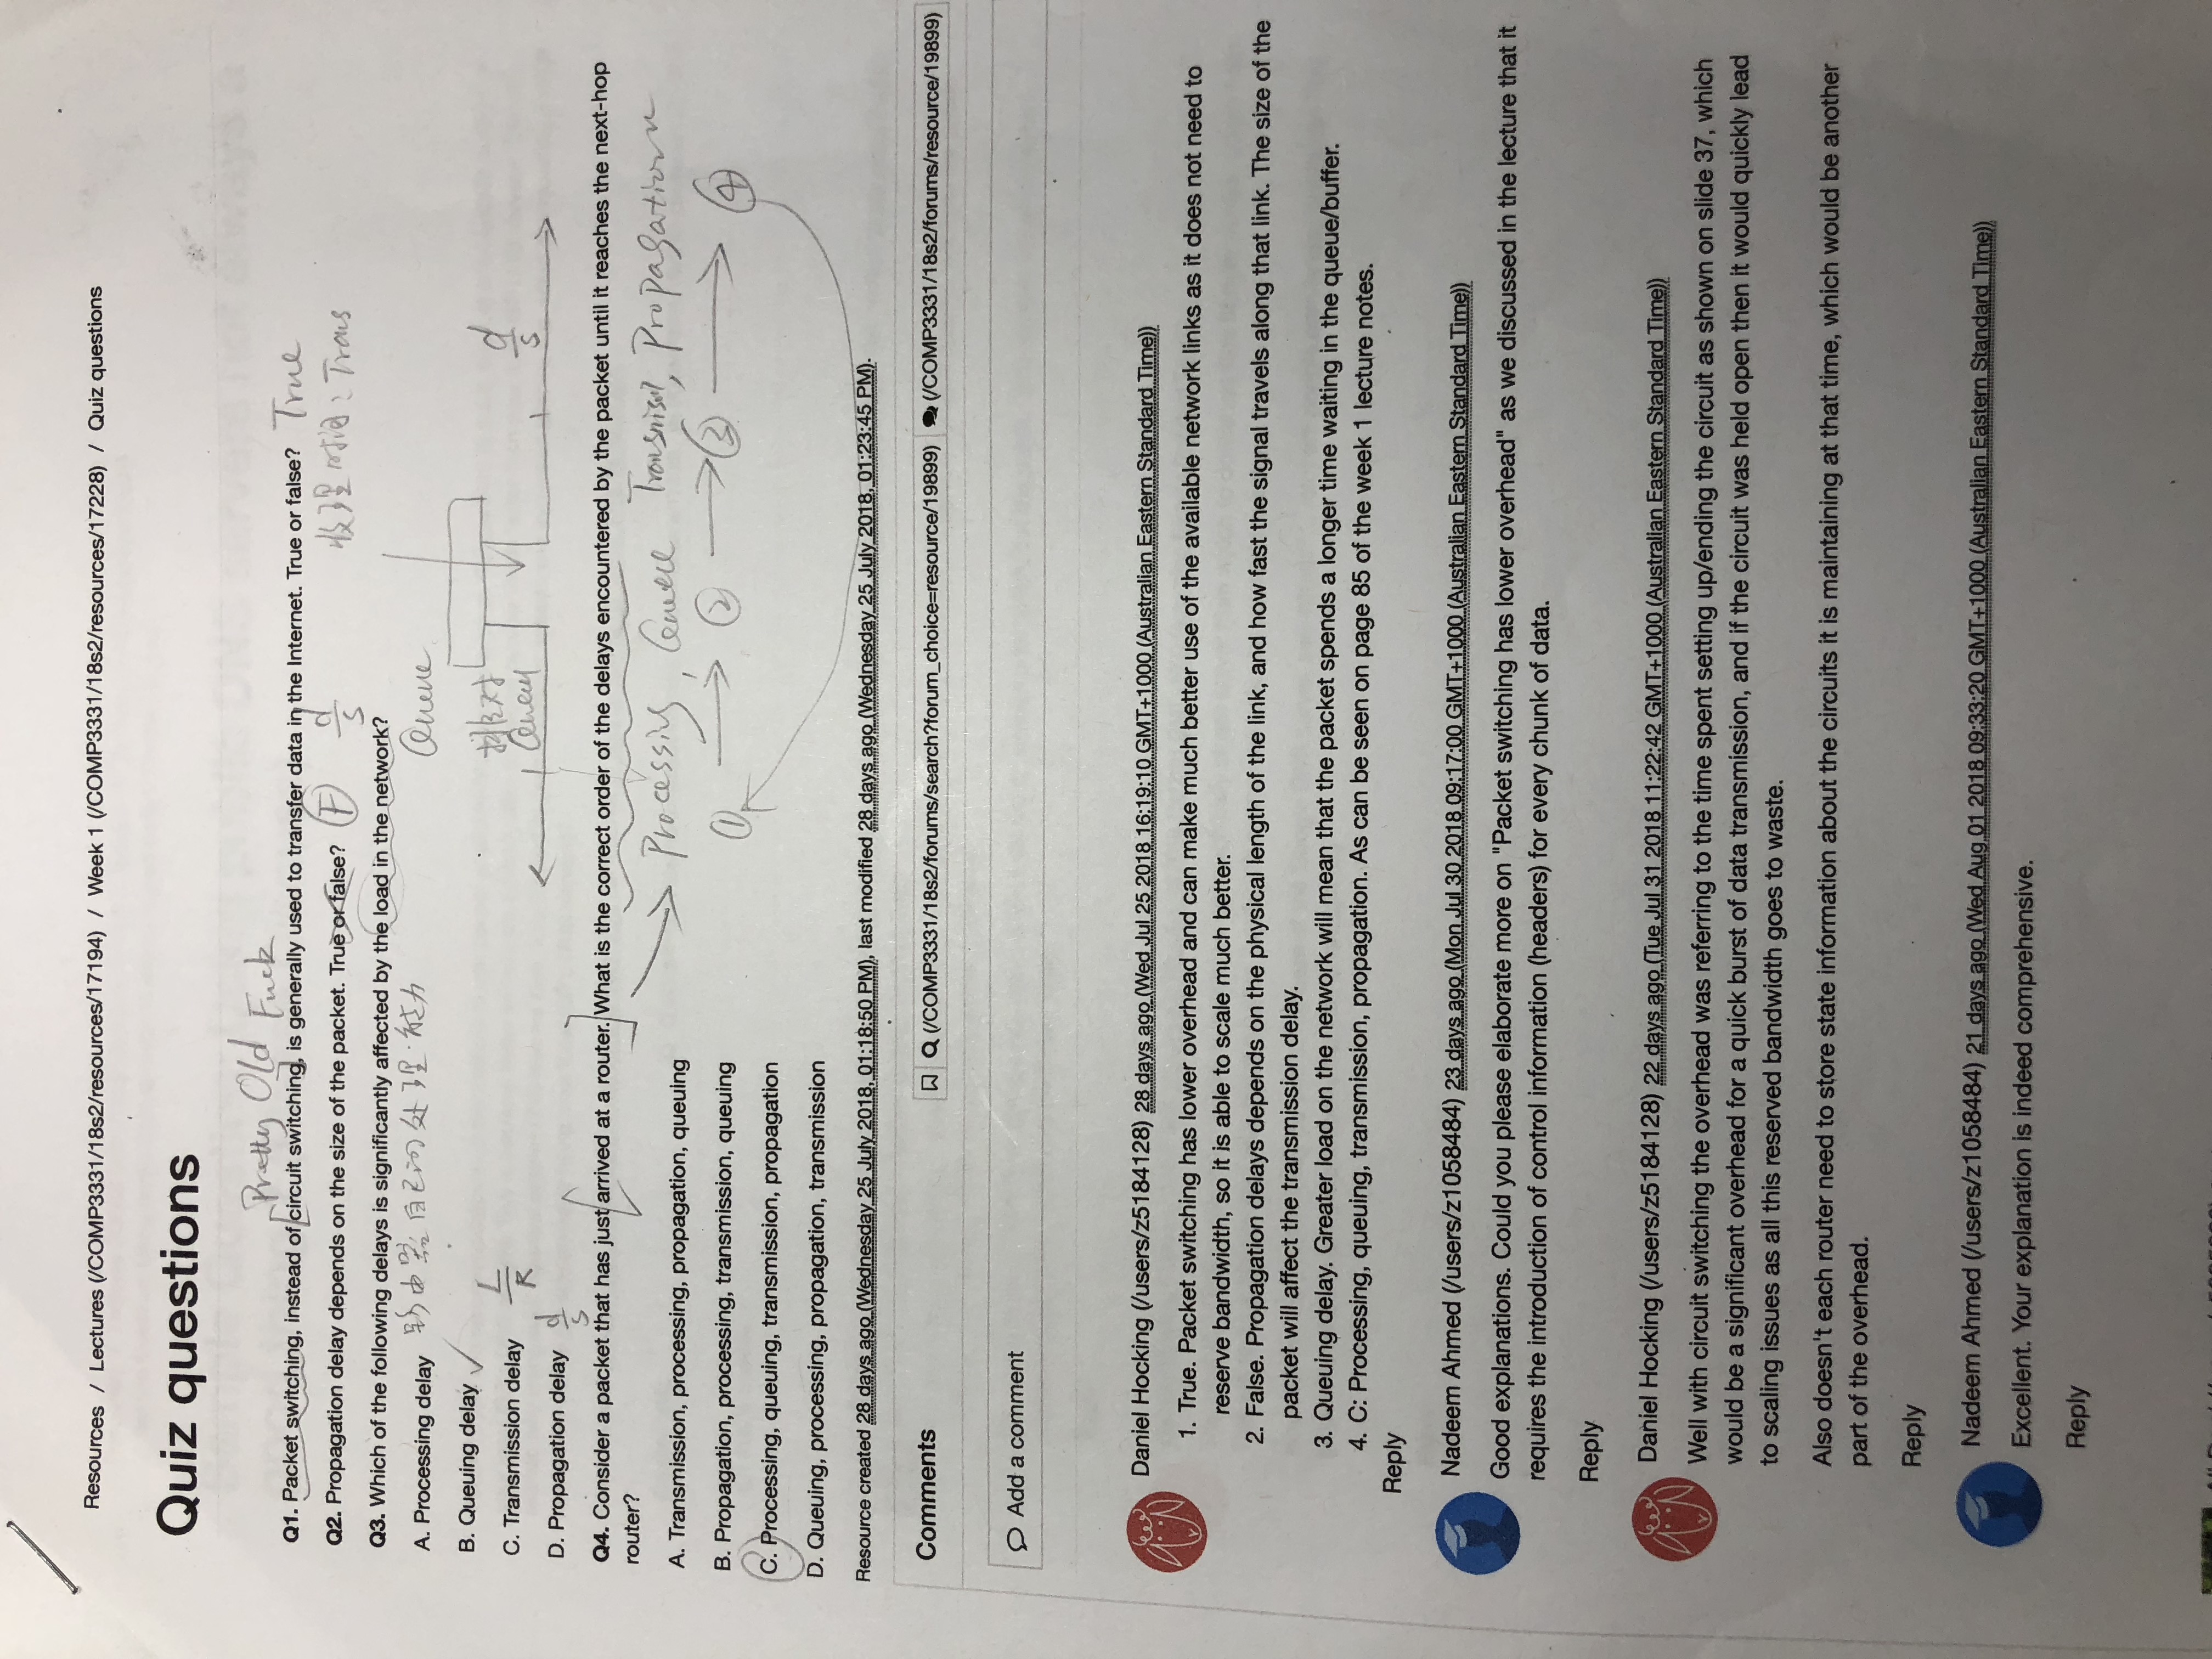 Resources / Lectures (/COMP3331/18s2/resources/17194) / Week 1 (/COMP3331/18s2/resources/17228) / Quiz questions
Quiz questions
Pretty Old Fuck
Q1. Packet switching, instead of circuit switching, is generally used to transfer data in the Internet. True or false? True
Q2. Propagation delay depends on the size of the packet. True or false? F d/s 理时间: Trans
Q3. Which of the following delays is significantly affected by the load in the network?
A. Processing delay 路由器自己的处理能力 Queue
B. Queuing delay ✓
C. Transmission delay L/R d/s
D. Propagation delay d/s
Q4. Consider a packet that has just arrived at a router. What is the correct order of the delays encountered by the packet until it reaches the next-hop
router?
Processing, Transmisol, Propagation
A. Transmission, processing, propagation, queuing
① → ② → ③ → ④
B. Propagation, processing, transmission, queuing
C. Processing, queuing, transmission, propagation
D. Queuing, processing, propagation, transmission
Resource created 28 days ago (Wednesday 25 July 2018, 01:18:50 PM), last modified 28 days ago (Wednesday 25 July 2018, 01:23:45 PM).
Comments (/COMP3331/18s2/forums/search?forum_choice=resource/19899) (/COMP3331/18s2/forums/resource/19899)
Add a comment
Daniel Hocking (/users/z5184128) 28 days ago (Wed Jul 25 2018 16:19:10 GMT+1000 (Australian Eastern Standard Time))
1. True. Packet switching has lower overhead and can make much better use of the available network links as it does not need to
reserve bandwidth, so it is able to scale much better.
2. False. Propagation delays depends on the physical length of the link, and how fast the signal travels along that link. The size of the
packet will affect the transmission delay.
3. Queuing delay. Greater load on the network will mean that the packet spends a longer time waiting in the queue/buffer.
4. C: Processing, queuing, transmission, propagation. As can be seen on page 85 of the week 1 lecture notes.
Reply
Nadeem Ahmed (/users/z1058484) 23 days ago (Mon Jul 30 2018 09:17:00 GMT+1000 (Australian Eastern Standard Time))
Good explanations. Could you please elaborate more on "Packet switching has lower overhead" as we discussed in the lecture that it
requires the introduction of control information (headers) for every chunk of data.
Reply
Daniel Hocking (/users/z5184128) 22 days ago (Tue Jul 31 2018 11:22:42 GMT+1000 (Australian Eastern Standard Time))
Well with circuit switching the overhead was referring to the time spent setting up/ending the circuit as shown on slide 37, which
would be a significant overhead for a quick burst of data transmission, and if the circuit was held open then it would quickly lead
to scaling issues as all this reserved bandwidth goes to waste.
Also doesn't each router need to store state information about the circuits it is maintaining at that time, which would be another
part of the overhead.
Reply
Nadeem Ahmed (/users/z1058484) 21 days ago (Wed Aug 01 2018 09:33:20 GMT+1000 (Australian Eastern Standard Time))
Excellent. Your explanation is indeed comprehensive.
Reply